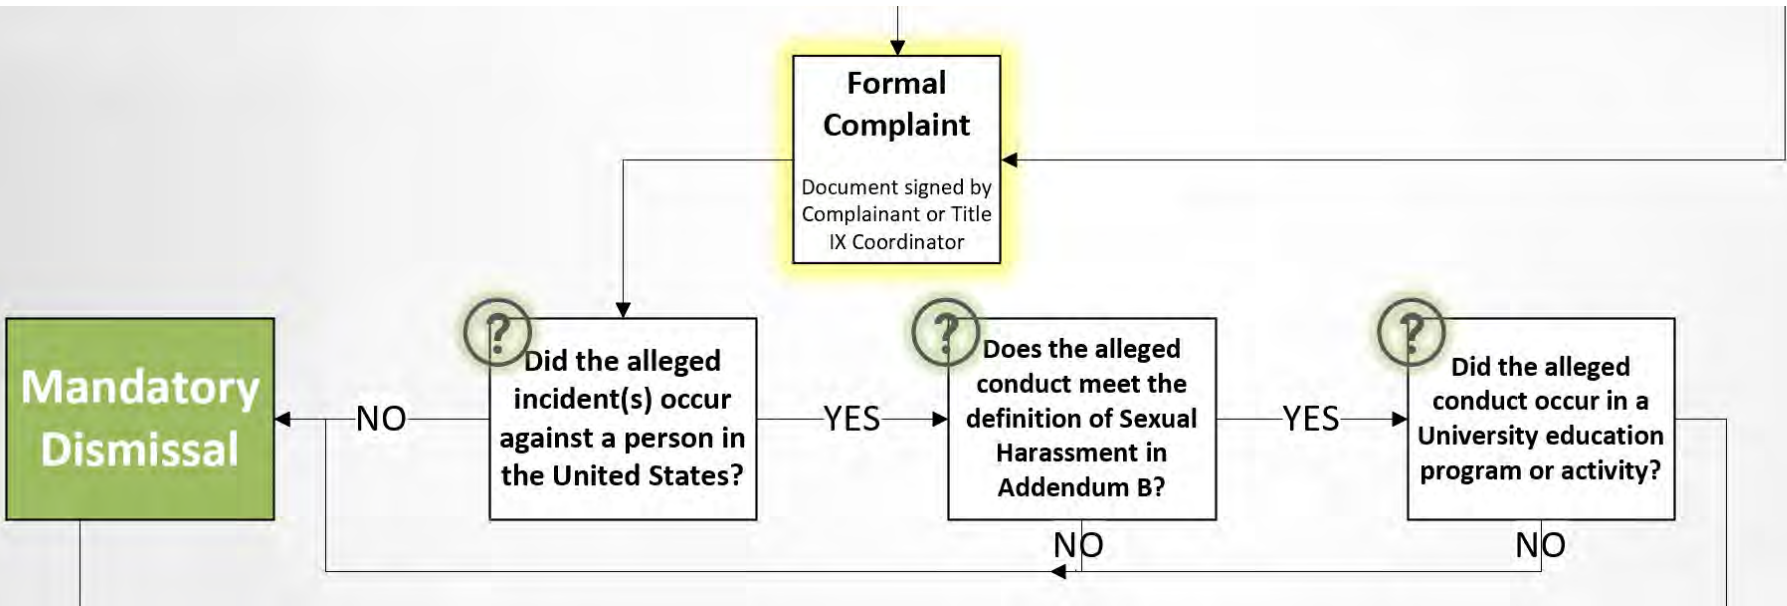 Formal
Complaint
Document signed by
Complainant or Title
IX Coordinator
Mandatory
Dismissal
NO
?
Did the alleged
incident(s) occur
against a person in
the United States?
YES
?
Does the alleged
conduct meet the
definition of Sexual
Harassment in
Addendum B?
NO
YES
?
Did the alleged
conduct occur in a
University education
program or activity?
NO